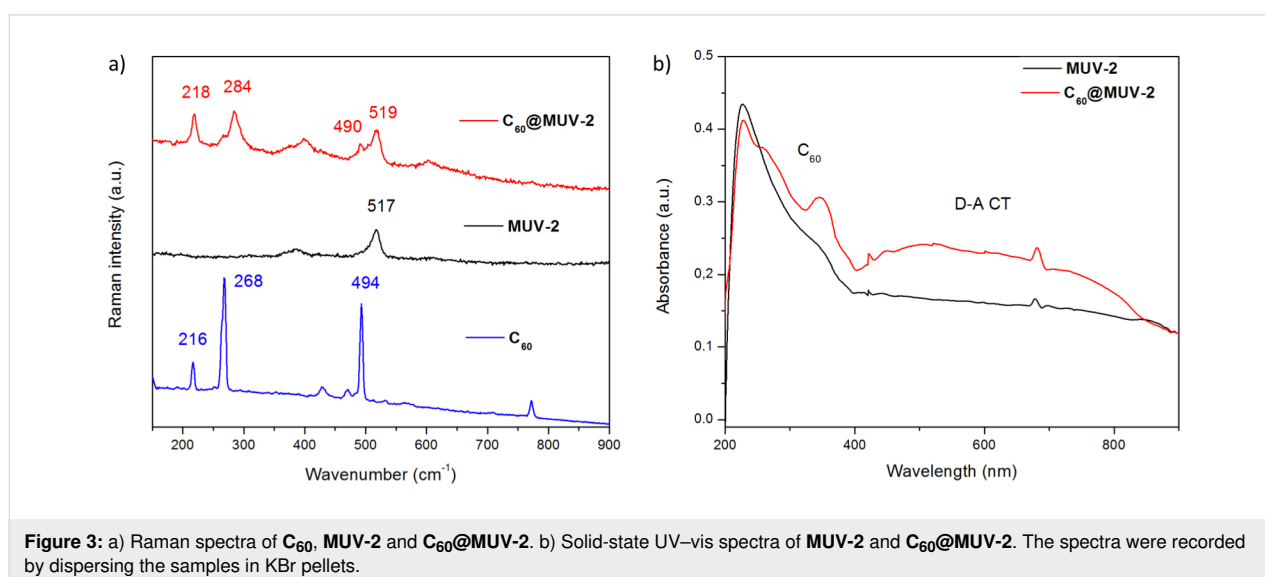 a)
218
284
490
519
C60@MUV-2
517
MUV-2
268
494
216
C60
Raman intensity (a.u.)
200 300 400 500 600 700 800 900
Wavenumber (cm-1)
b)
MUV-2
C60@MUV-2
C60
D-A CT
Absorbance (a.u.)
0.5
0.4
0.3
0.2
0.1
0.0
200 400 600 800
Wavelength (nm)
Figure 3: a) Raman spectra of C60, MUV-2 and C60@MUV-2. b) Solid-state UV–vis spectra of MUV-2 and C60@MUV-2. The spectra were recorded
by dispersing the samples in KBr pellets.